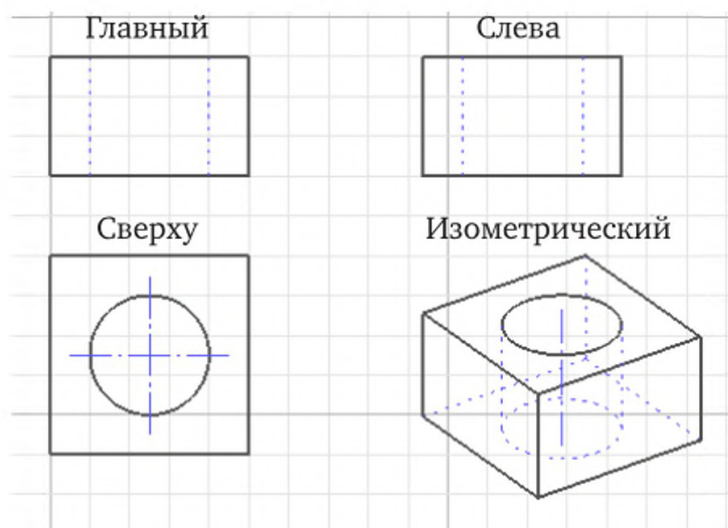 Главный
Слева
Сверху
Изометрический